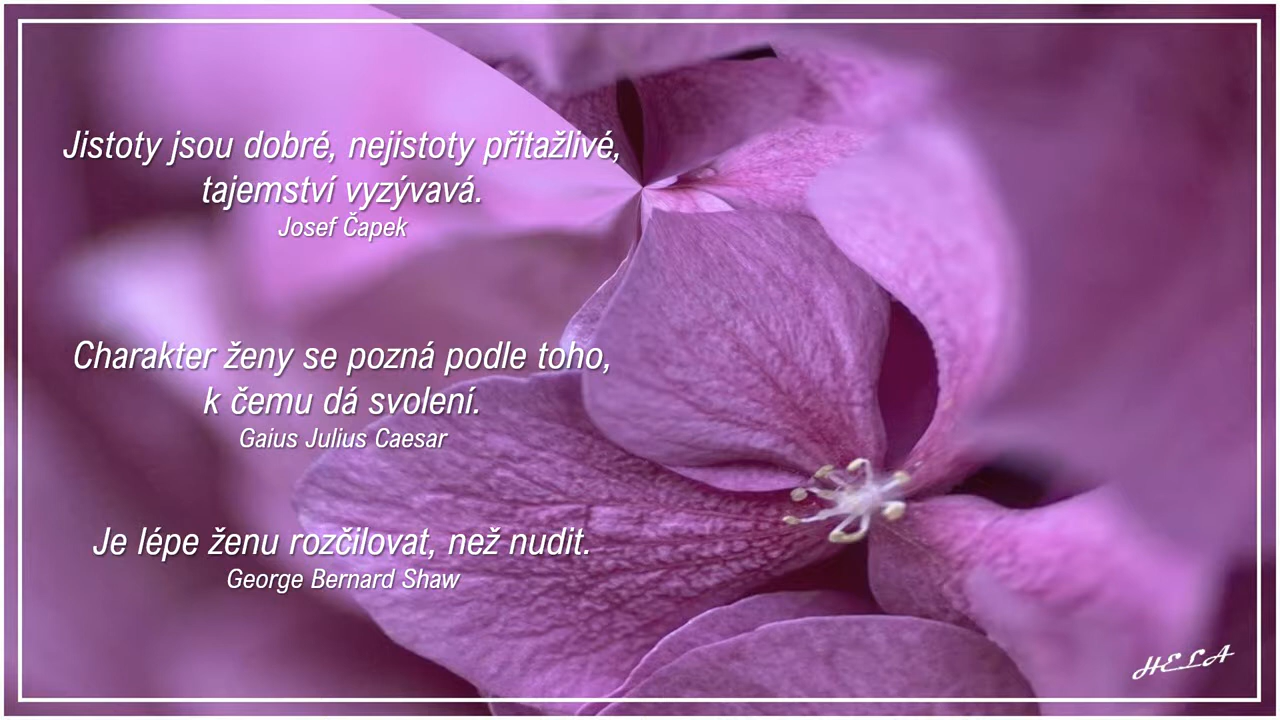 Jistoty jsou dobré, nejistoty přitažlivé,
tajemství vyzývavá.
Josef Čapek
Charakter ženy se pozná podle toho,
k čemu dá svolení.
Gaius Julius Caesar
Je lépe ženu rozčilovat, než nudit.
George Bernard Shaw
HELA